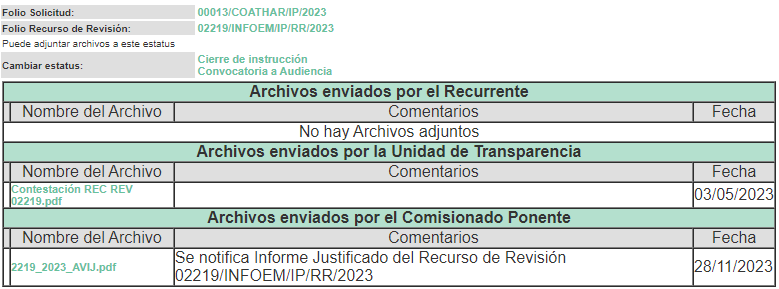 Folio Solicitud: 00013/COATHAR/IP/2023
Folio Recurso de Revisión: 02219/INFOEM/IP/RR/2023
Puede adjuntar archivos a este estatus
Cambiar estatus: Cierre de instrucción
Convocatoria a Audiencia
Archivos enviados por el Recurrente
Nombre del Archivo Comentarios Fecha
No hay Archivos adjuntos
Archivos enviados por la Unidad de Transparencia
Nombre del Archivo Comentarios Fecha
Contestación REC REV
02219.pdf 03/05/2023
Archivos enviados por el Comisionado Ponente
Nombre del Archivo Comentarios Fecha
2219_2023_AVIJ.pdf Se notifica Informe Justificado del Recurso de Revisión
02219/INFOEM/IP/RR/2023 28/11/2023